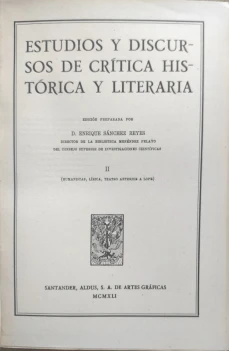 ESTUDIOS Y DISCUR-
SOS DE CRÍTICA HIS-
TÓRICA Y LITERARIA
EDICIÓN PREPARADA POR
D. ENRIQUE SÁNCHEZ REYES
DIRECTOR DE LA BIBLIOTECA MENÉNDEZ PELAYO
DEL CONSEJO SUPERIOR DE INVESTIGACIONES CIENTÍFICAS
II
(HUMANISTAS, LÍRICA, TEATRO ANTERIOR A LOPE)
SANTANDER, ALDUS, S. A. DE ARTES GRÁFICAS
MCMXLI